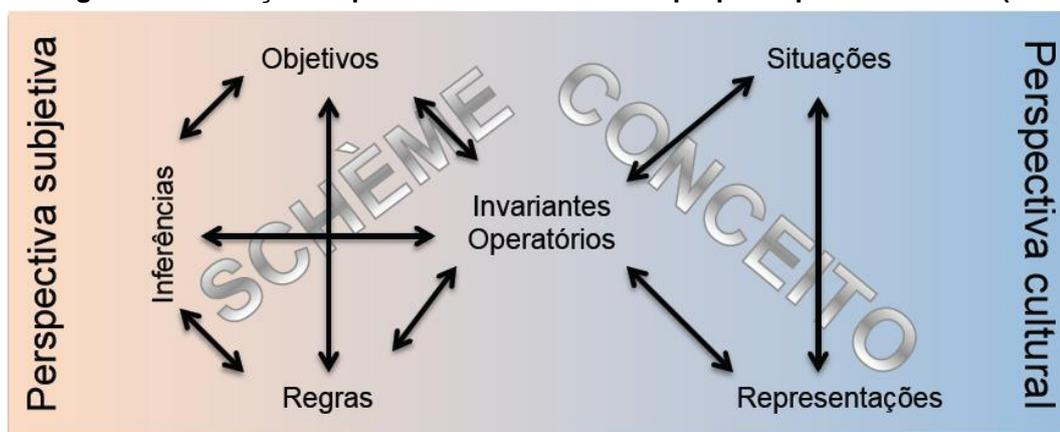 Perspectiva subjetiva
Objetivos
Situações
SCHÈME
CONCEITO
Inferências
Invariantes
Operatórios
Regras
Representações
Perspectiva cultural